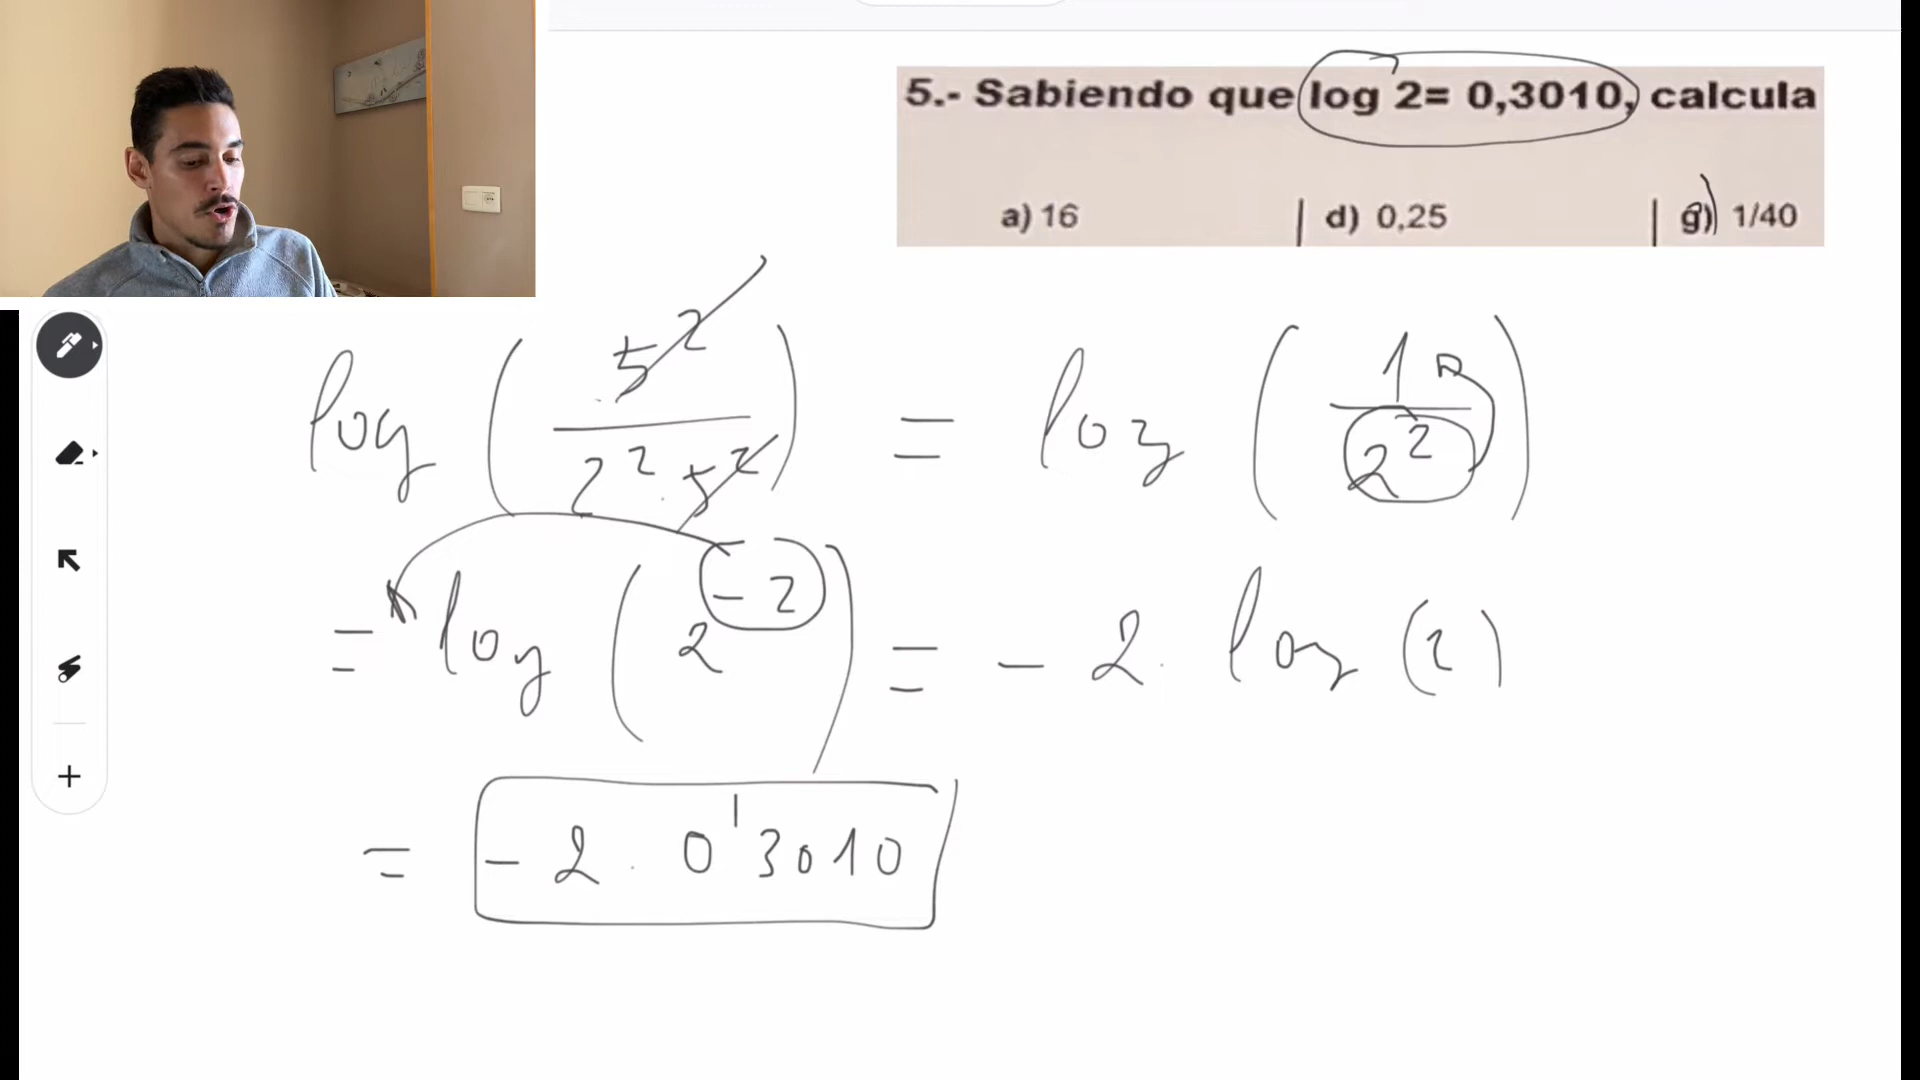 5.- Sabiendo que log 2= 0,3010, calcula
a) 16 | d) 0,25 | g) 1/40
log (5² / 2² · 5²) = log (1 / 2²)
= log (2⁻²) = - 2 · log (2)
= - 2 · 0'3010